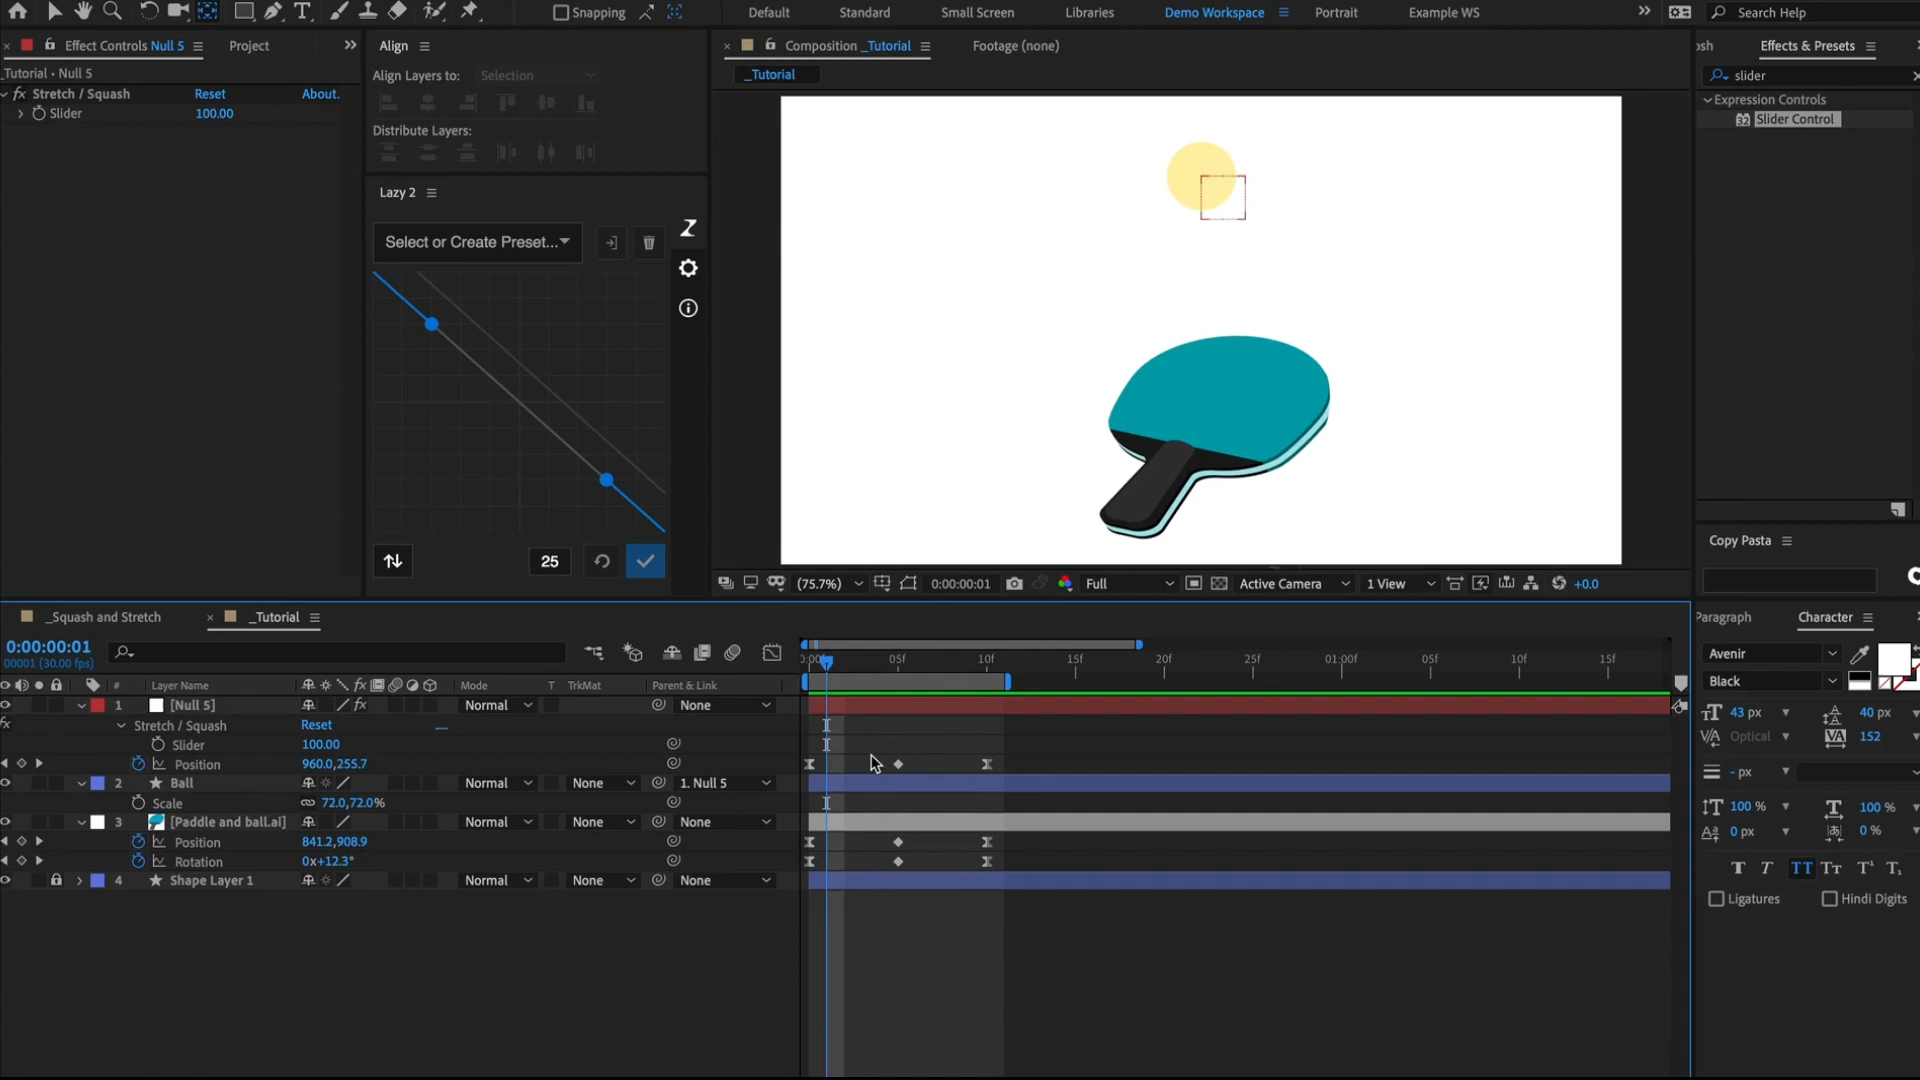 Snapping
Default
Standard
Small Screen
Libraries
Demo Workspace
Portrait
Example WS
Search Help
Effect Controls Null 5
Project
_Tutorial • Null 5
fx Stretch / Squash Reset About.
Slider 100.00
Align
Align Layers to: Selection
Distribute Layers:
Lazy 2
Select or Create Preset...
25
Composition _Tutorial
Footage (none)
_Tutorial
(75.7%) 0:00:00:01 Full Active Camera 1 View +0.0
Effects & Presets
slider
Expression Controls
32 Slider Control
Copy Pasta
Paragraph Character
Avenir
Black
43 px 40 px
Optical 152
- px
100 % 100 %
0 px 0 %
T T TT Tт T¹ T₁
Ligatures Hindi Digits
_Squash and Stretch
_Tutorial
0:00:00:01
00001 (30.00 fps)
05f 10f 15f 20f 25f 01:00f 05f 10f 15f
# Layer Name Mode T TrkMat Parent & Link
1 [Null 5] Normal None
fx Stretch / Squash Reset
Slider 100.00
Position 960.0,255.7
2 Ball Normal None 1. Null 5
Scale 72.0,72.0%
3 [Paddle and ball.ai] Normal None None
Position 841.2,908.9
Rotation 0x+12.3°
4 Shape Layer 1 Normal None None